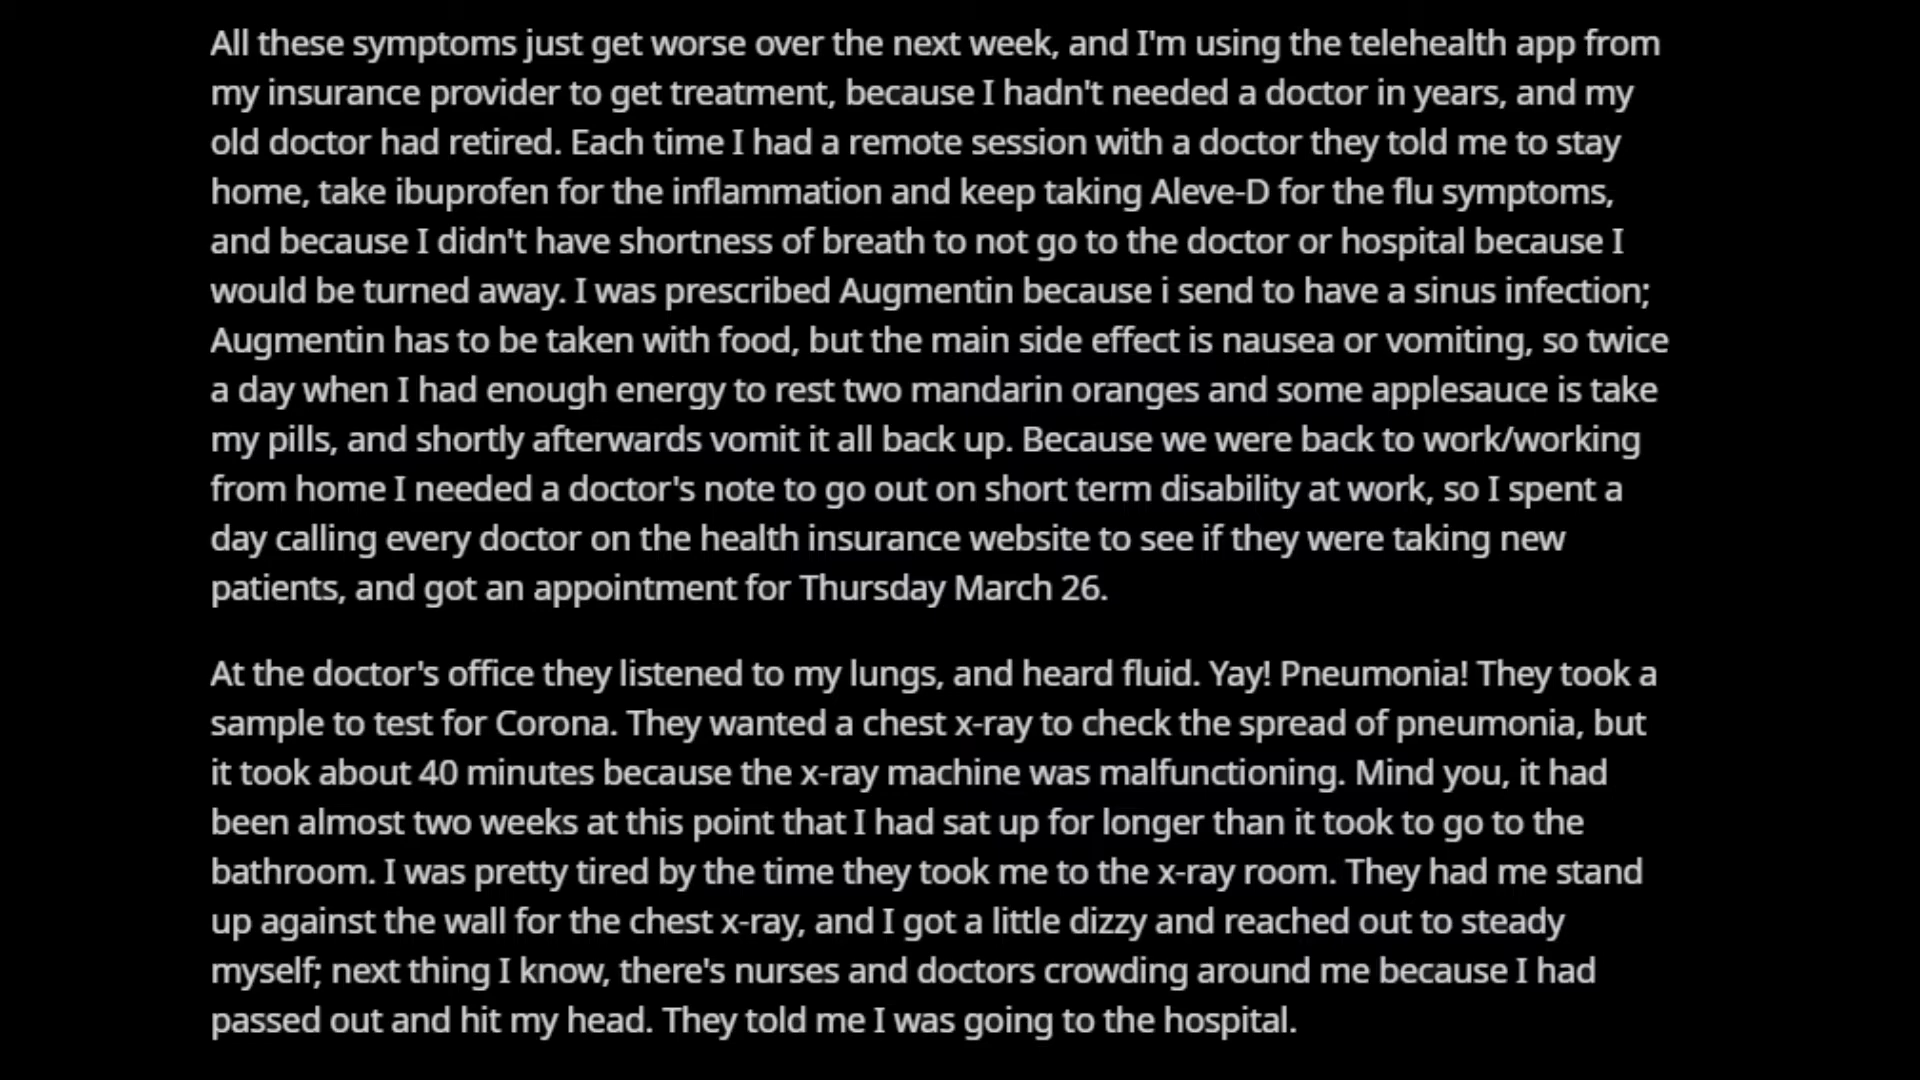 All these symptoms just get worse over the next week, and I'm using the telehealth app from
my insurance provider to get treatment, because I hadn't needed a doctor in years, and my
old doctor had retired. Each time I had a remote session with a doctor they told me to stay
home, take ibuprofen for the inflammation and keep taking Aleve-D for the flu symptoms,
and because I didn't have shortness of breath to not go to the doctor or hospital because I
would be turned away. I was prescribed Augmentin because i send to have a sinus infection;
Augmentin has to be taken with food, but the main side effect is nausea or vomiting, so twice
a day when I had enough energy to rest two mandarin oranges and some applesauce is take
my pills, and shortly afterwards vomit it all back up. Because we were back to work/working
from home I needed a doctor's note to go out on short term disability at work, so I spent a
day calling every doctor on the health insurance website to see if they were taking new
patients, and got an appointment for Thursday March 26.
At the doctor's office they listened to my lungs, and heard fluid. Yay! Pneumonia! They took a
sample to test for Corona. They wanted a chest x-ray to check the spread of pneumonia, but
it took about 40 minutes because the x-ray machine was malfunctioning. Mind you, it had
been almost two weeks at this point that I had sat up for longer than it took to go to the
bathroom. I was pretty tired by the time they took me to the x-ray room. They had me stand
up against the wall for the chest x-ray, and I got a little dizzy and reached out to steady
myself; next thing I know, there's nurses and doctors crowding around me because I had
passed out and hit my head. They told me I was going to the hospital.